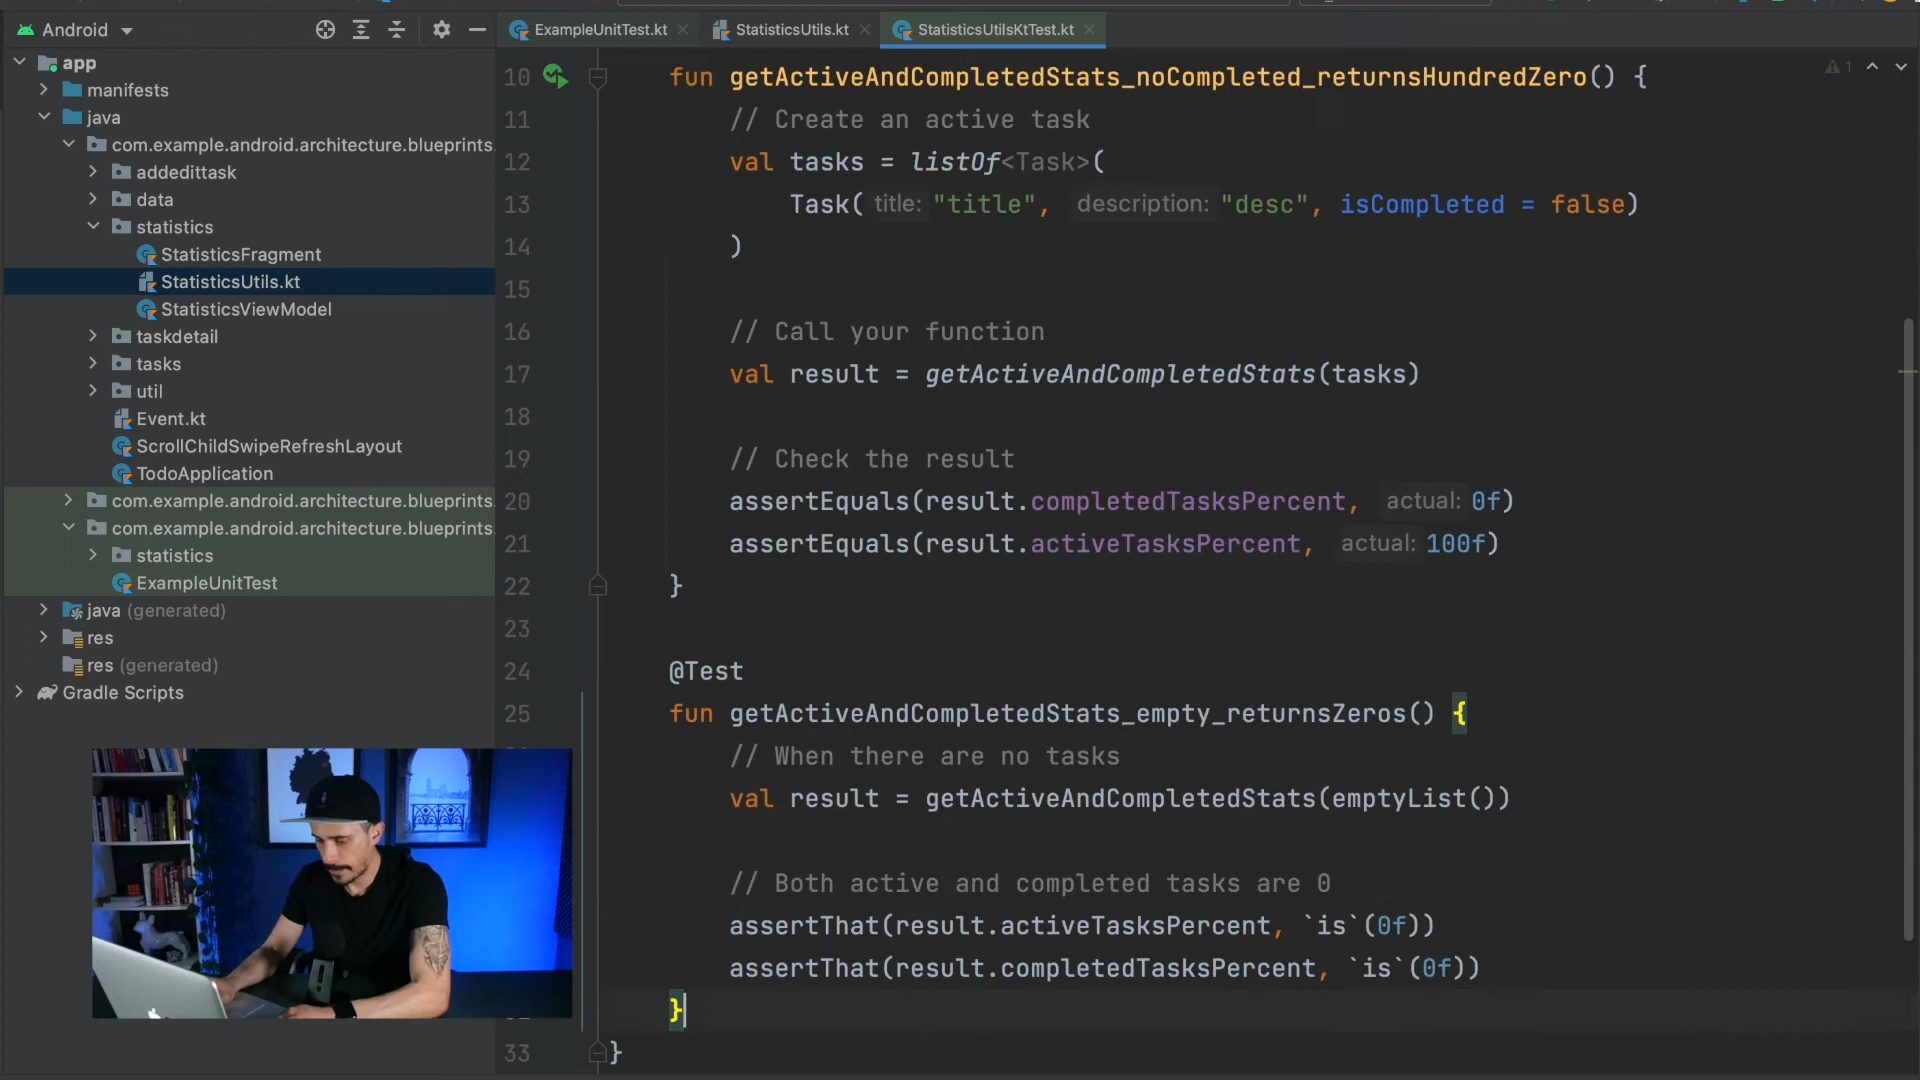 Android
app
manifests
java
com.example.android.architecture.blueprints.
addedittask
data
statistics
StatisticsFragment
StatisticsUtils.kt
StatisticsViewModel
taskdetail
tasks
util
Event.kt
ScrollChildSwipeRefreshLayout
TodoApplication
com.example.android.architecture.blueprints.
com.example.android.architecture.blueprints.
statistics
ExampleUnitTest
java (generated)
res
res (generated)
Gradle Scripts
ExampleUnitTest.kt StatisticsUtils.kt StatisticsUtilsKtTest.kt
1
10 fun getActiveAndCompletedStats_noCompleted_returnsHundredZero() {
11 // Create an active task
12 val tasks = listOf<Task>(
13 Task( title: "title", description: "desc", isCompleted = false)
14 )
15
16 // Call your function
17 val result = getActiveAndCompletedStats(tasks)
18
19 // Check the result
20 assertEquals(result.completedTasksPercent, actual: 0f)
21 assertEquals(result.activeTasksPercent, actual: 100f)
22 }
23
24 @Test
25 fun getActiveAndCompletedStats_empty_returnsZeros() {
// When there are no tasks
val result = getActiveAndCompletedStats(emptyList())
// Both active and completed tasks are 0
assertThat(result.activeTasksPercent, `is`(0f))
assertThat(result.completedTasksPercent, `is`(0f))
}
33 }